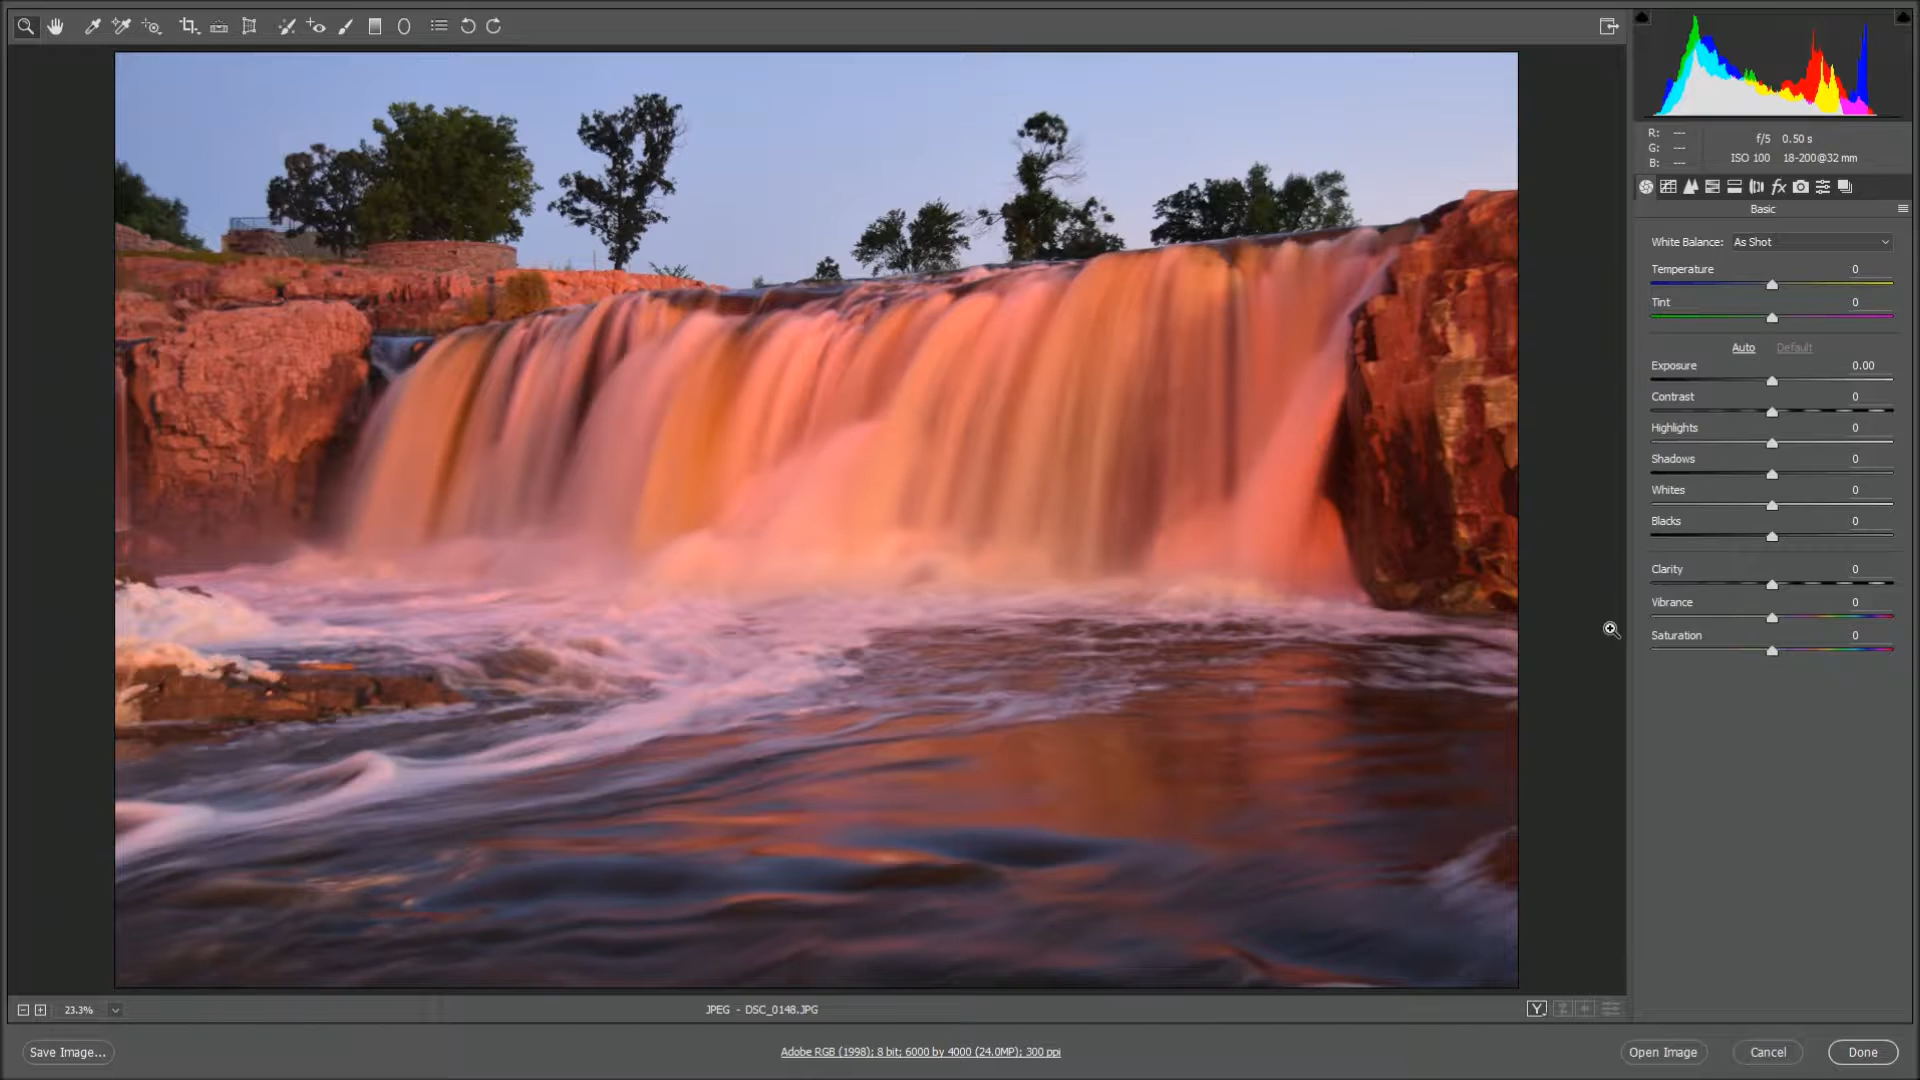 R: ---
G: ---
B: ---
f/5 0.50 s
ISO 100 18-200@32 mm
fx
Basic
White Balance: As Shot
Temperature 0
Tint 0
Auto Default
Exposure 0.00
Contrast 0
Highlights 0
Shadows 0
Whites 0
Blacks 0
Clarity 0
Vibrance 0
Saturation 0
23.3%
JPEG - DSC_0148.JPG
Y
Save Image...
Adobe RGB (1998); 8 bit; 6000 by 4000 (24.0MP); 300 ppi
Open Image
Cancel
Done